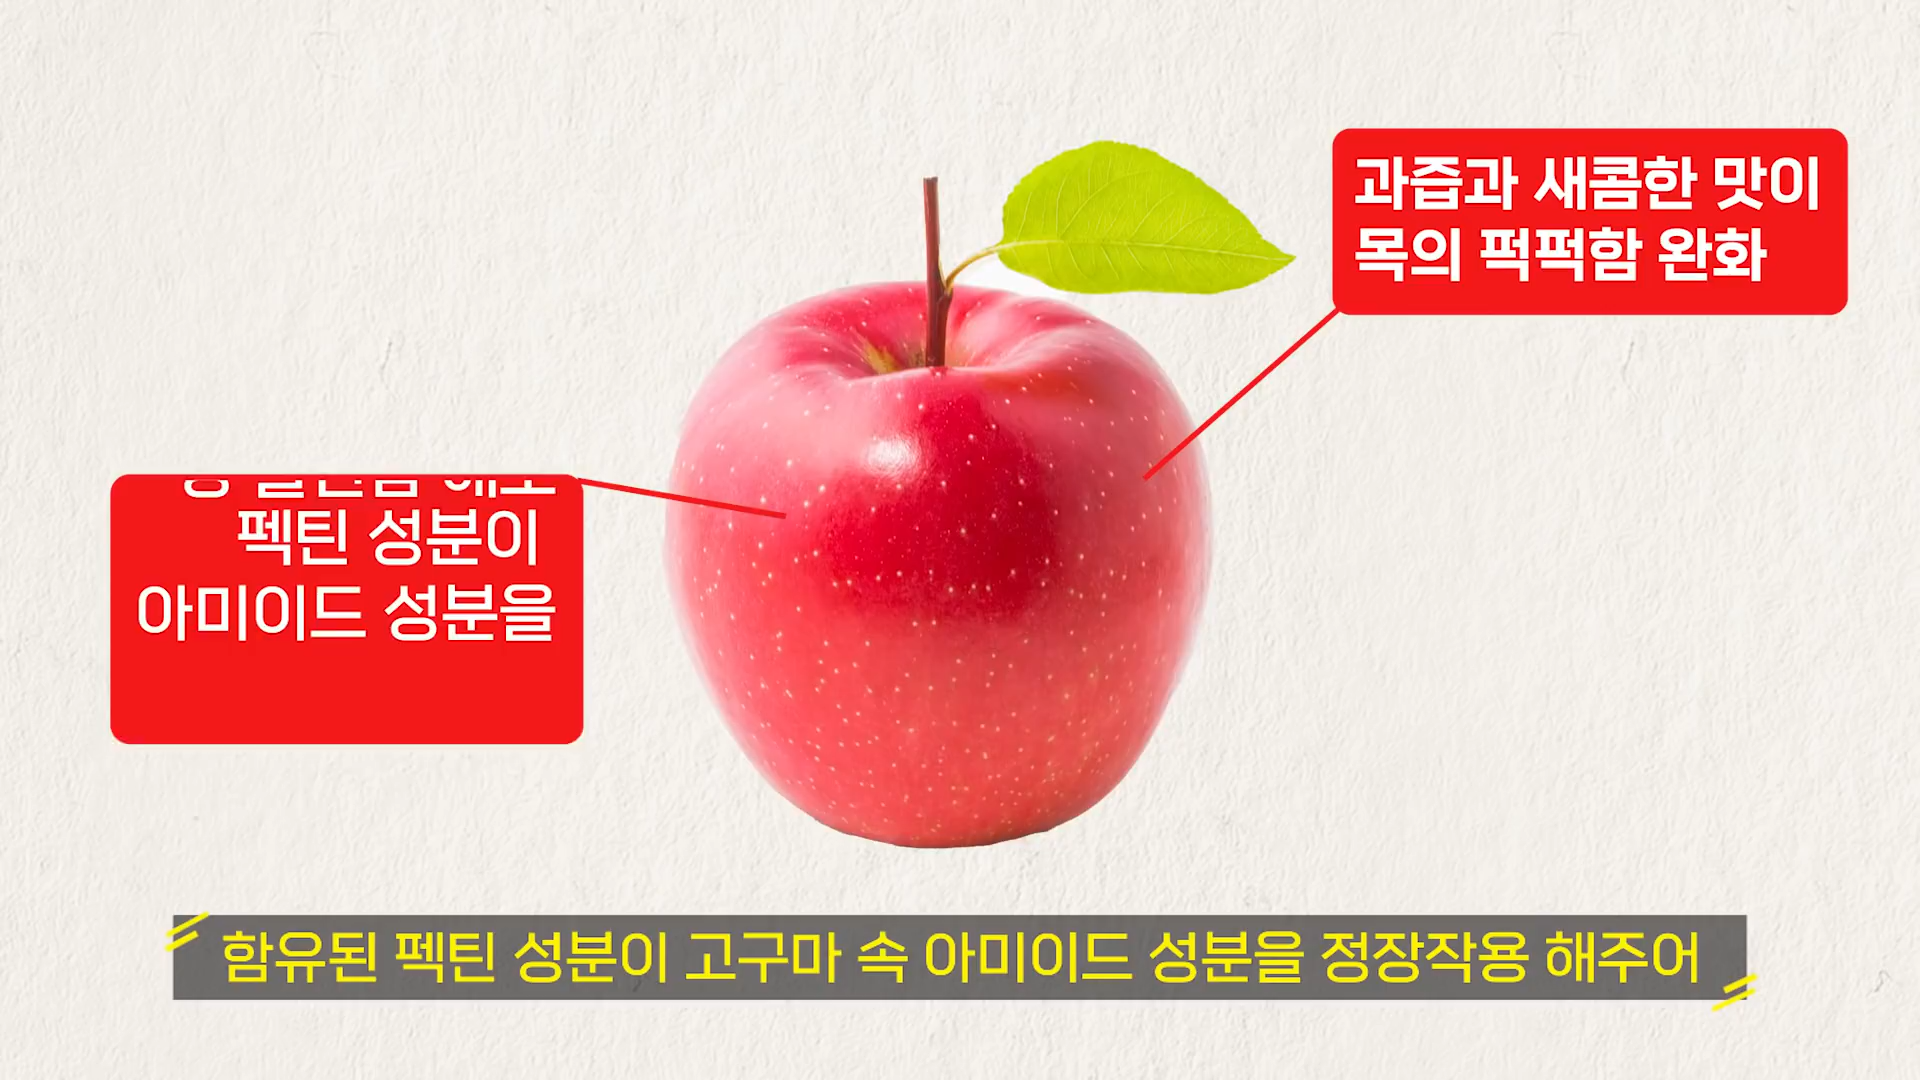 과즙과 새콤한 맛이
목의 퍽퍽함 완화
펙틴 성분이
아미이드 성분을
함유된 펙틴 성분이 고구마 속 아미이드 성분을 정장작용 해주어